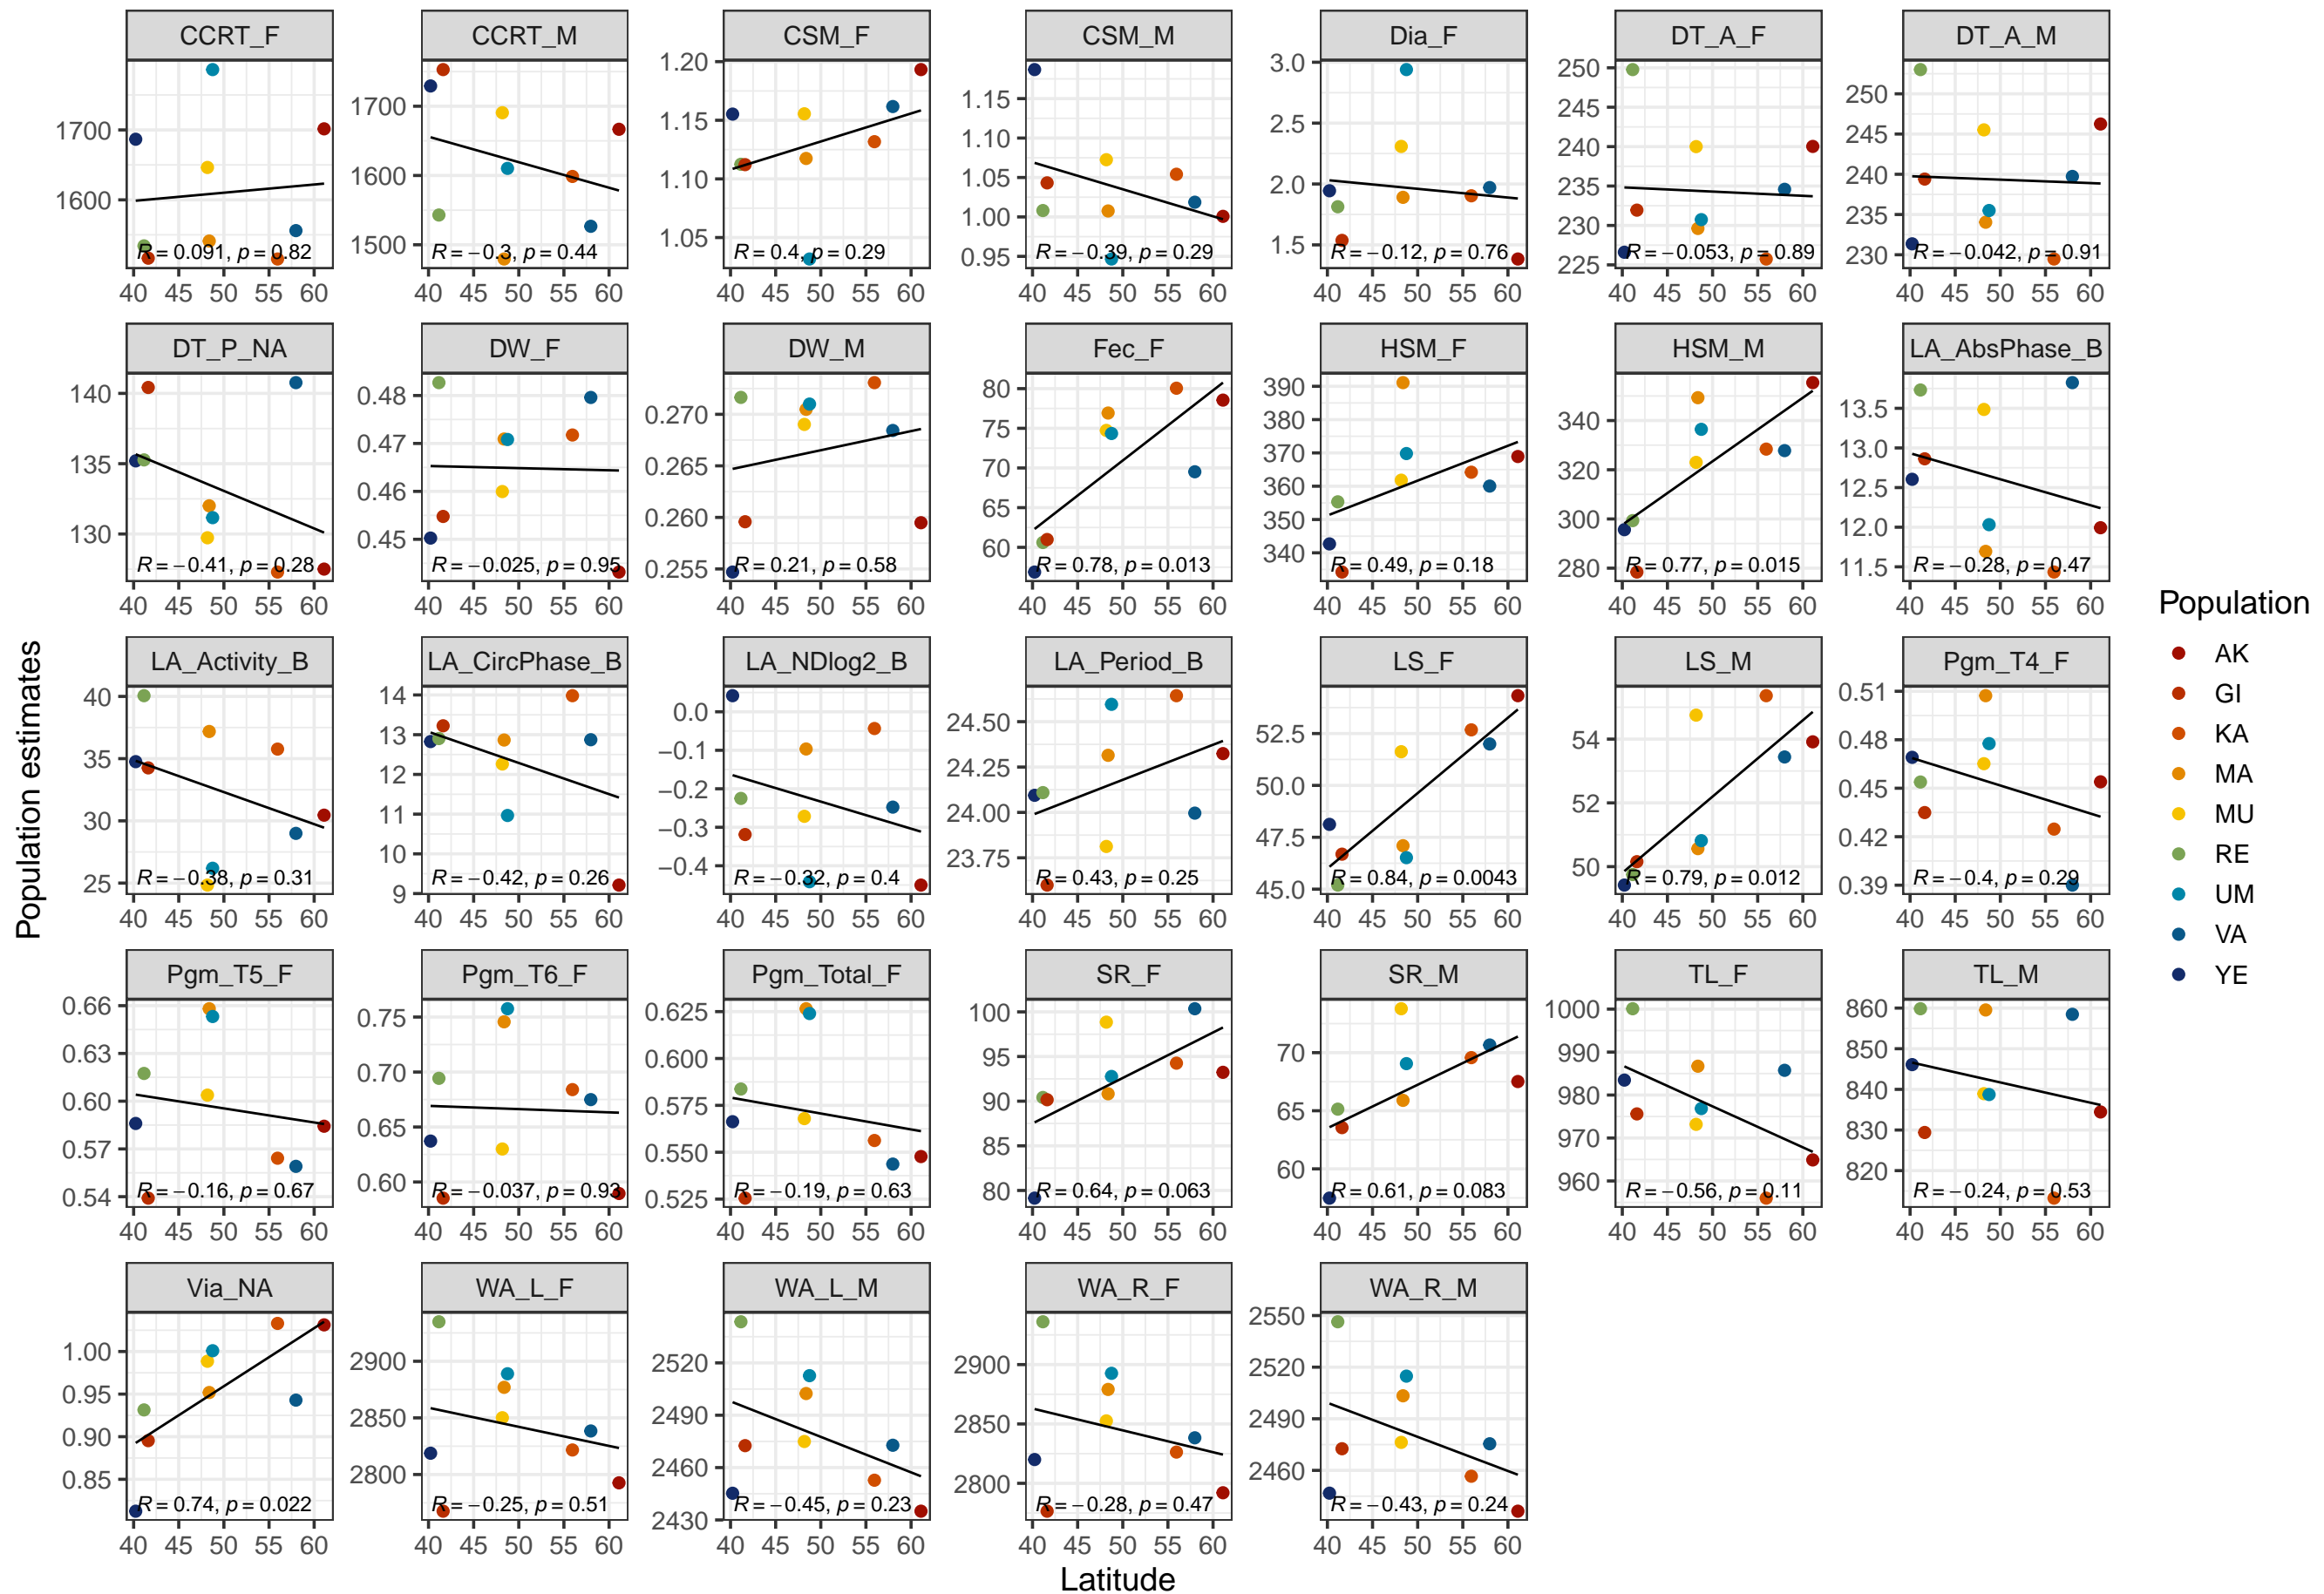 CCRT_F CCRT_M CSM_F CSM_M Dia_F DT_A_F DT_A_M
1700 1600
1700 1600 1500
1.20 1.15 1.10 1.05
1.15 1.10 1.05 1.00 0.95
3.0 2.5 2.0 1.5
250 245 240 235 230 225
250 245 240 235 230
R = 0.091, p = 0.82 R = −0.3, p = 0.44 R = 0.4, p = 0.29 R = −0.39, p = 0.29 R = −0.12, p = 0.76 R = −0.053, p = 0.89 R = −0.042, p = 0.91
40 45 50 55 60 40 45 50 55 60 40 45 50 55 60 40 45 50 55 60 40 45 50 55 60 40 45 50 55 60 40 45 50 55 60
DT_P_NA DW_F DW_M Fec_F HSM_F HSM_M LA_AbsPhase_B
140 135 130
0.48 0.47 0.46 0.45
0.270 0.265 0.260 0.255
80 75 70 65 60
390 380 370 360 350 340
340 320 300 280
13.5 13.0 12.5 12.0 11.5
R = −0.41, p = 0.28 R = −0.025, p = 0.95 R = 0.21, p = 0.58 R = 0.78, p = 0.013 R = 0.49, p = 0.18 R = 0.77, p = 0.015 R = −0.28, p = 0.47
40 45 50 55 60 40 45 50 55 60 40 45 50 55 60 40 45 50 55 60 40 45 50 55 60 40 45 50 55 60 40 45 50 55 60
LA_Activity_B LA_CircPhase_B LA_NDlog2_B LA_Period_B LS_F LS_M Pgm_T4_F
40 35 30 25
14 13 12 11 10 9
0.0 −0.1 −0.2 −0.3 −0.4
24.50 24.25 24.00 23.75
52.5 50.0 47.5 45.0
54 52 50
0.51 0.48 0.45 0.42 0.39
R = −0.38, p = 0.31 R = −0.42, p = 0.26 R = −0.32, p = 0.4 R = 0.43, p = 0.25 R = 0.84, p = 0.0043 R = 0.79, p = 0.012 R = −0.4, p = 0.29
40 45 50 55 60 40 45 50 55 60 40 45 50 55 60 40 45 50 55 60 40 45 50 55 60 40 45 50 55 60 40 45 50 55 60
Pgm_T5_F Pgm_T6_F Pgm_Total_F SR_F SR_M TL_F TL_M
0.66 0.63 0.60 0.57 0.54
0.75 0.70 0.65 0.60
0.625 0.600 0.575 0.550 0.525
100 95 90 85 80
70 65 60
1000 990 980 970 960
860 850 840 830 820
R = −0.16, p = 0.67 R = −0.037, p = 0.93 R = −0.19, p = 0.63 R = 0.64, p = 0.063 R = 0.61, p = 0.083 R = −0.56, p = 0.11 R = −0.24, p = 0.53
40 45 50 55 60 40 45 50 55 60 40 45 50 55 60 40 45 50 55 60 40 45 50 55 60 40 45 50 55 60 40 45 50 55 60
Via_NA WA_L_F WA_L_M WA_R_F WA_R_M
1.00 0.95 0.90 0.85
2900 2850 2800
2520 2490 2460 2430
2900 2850 2800
2550 2520 2490 2460
R = 0.74, p = 0.022 R = −0.25, p = 0.51 R = −0.45, p = 0.23 R = −0.28, p = 0.47 R = −0.43, p = 0.24
40 45 50 55 60 40 45 50 55 60 40 45 50 55 60 40 45 50 55 60 40 45 50 55 60
Latitude
Population estimates
Population
AK
GI
KA
MA
MU
RE
UM
VA
YE